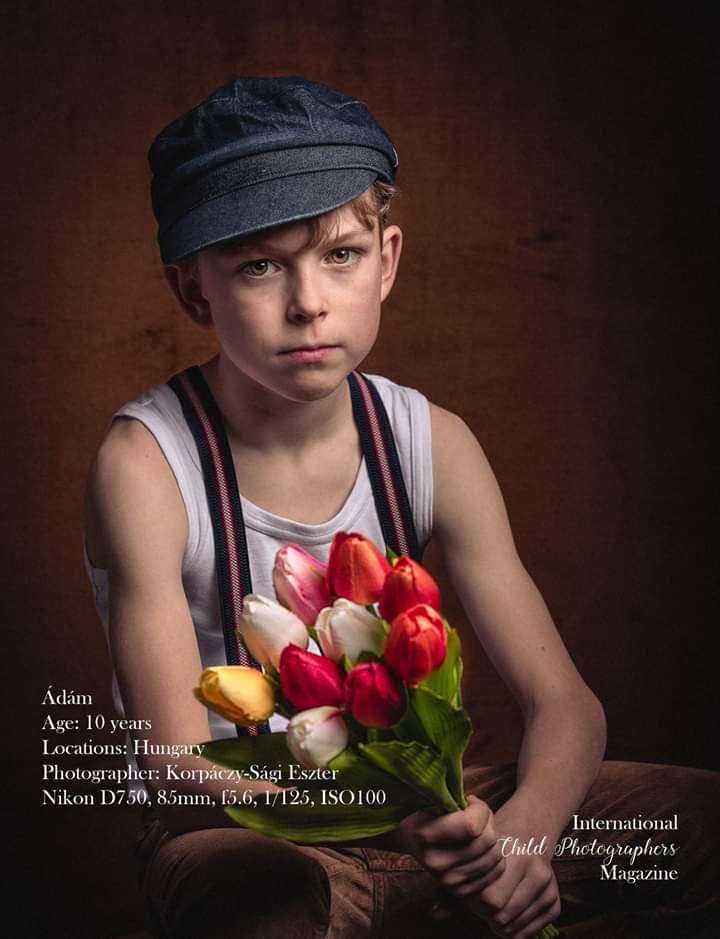 Ádám
Age: 10 years
Locations: Hungary
Photographer: Korpáczy-Sági Eszter
Nikon D750, 85mm, f5.6, 1/125, ISO100
International
Child Photographers
Magazine